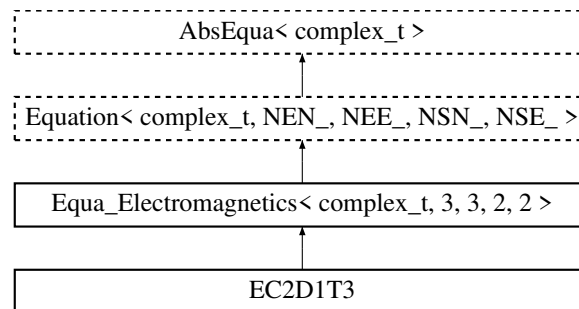 AbsEqua< complex_t >
Equation< complex_t, NEN_, NEE_, NSN_, NSE_ >
Equa_Electromagnetics< complex_t, 3, 3, 2, 2 >
EC2D1T3